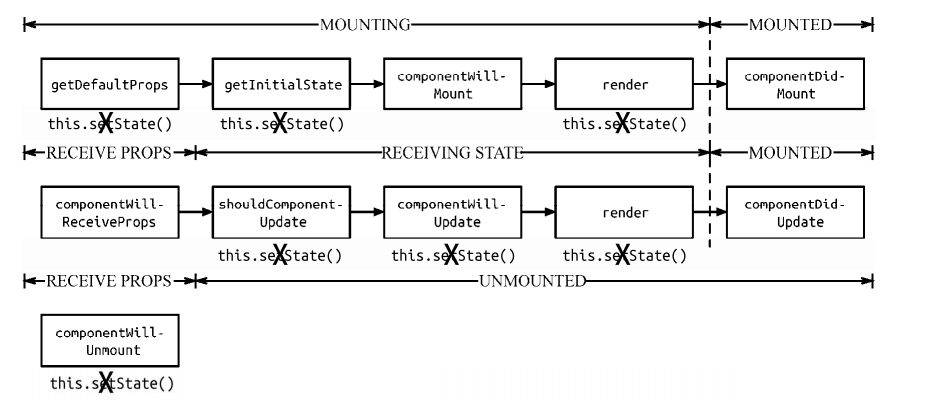 MOUNTING MOUNTED
getDefaultProps getInitialState componentWill-
Mount render componentDid-
Mount
this.setState() this.setState() this.setState()
RECEIVE PROPS RECEIVING STATE MOUNTED
componentWill-
ReceiveProps shouldComponent-
Update componentWill-
Update render componentDid-
Update
this.setState() this.setState() this.setState()
RECEIVE PROPS UNMOUNTED
componentWill-
Unmount
this.setState()